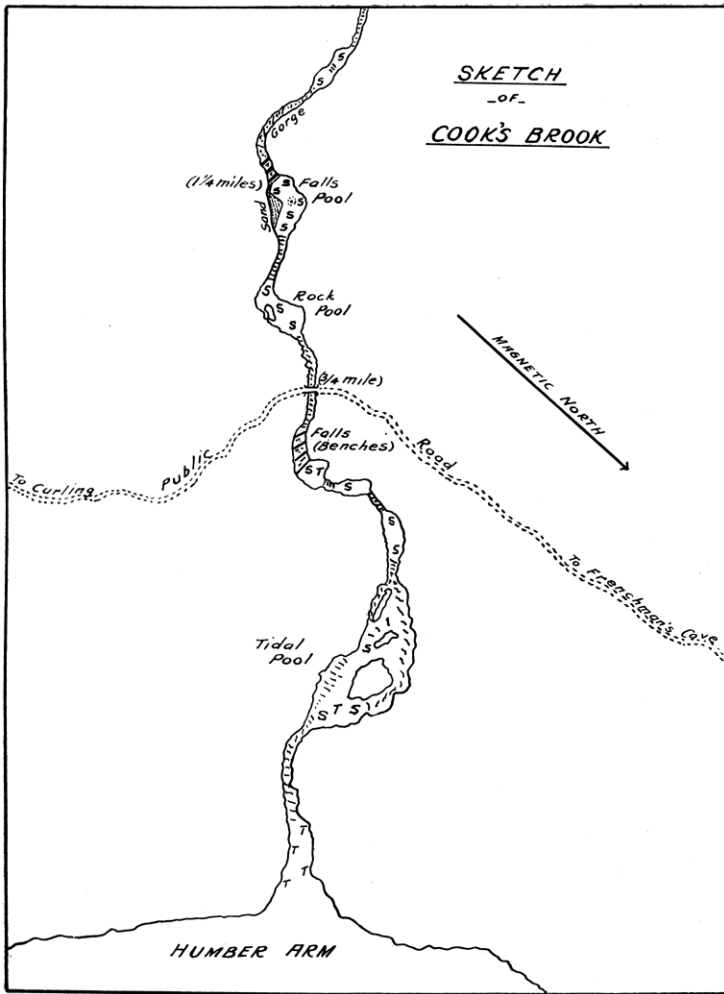 SKETCH
-OF-
COOK'S BROOK
S
S
Gorge
(1¼ miles)
Falls
Pool
Sand
S S
S
S
S
S
Rock
Pool
S
S
S
MAGNETIC NORTH
(3/4 mile)
Falls
(Benches)
Public
Road
To Curling
To Frenchman's Cave
S T
S
S
S
Tidal
Pool
S
S T S
T
T
T T
HUMBER ARM